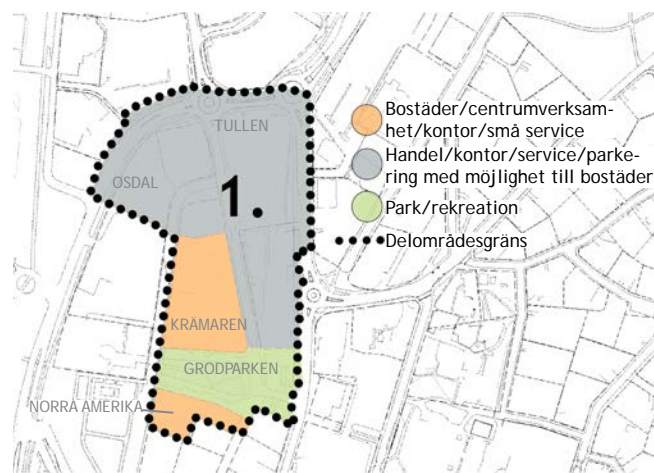 TULLEN
OSDAL
1.
KRÄMAREN
GRODPARKEN
NORRA AMERIKA
Bostäder/centrumverksam-
het/kontor/små service
Handel/kontor/service/parke-
ring med möjlighet till bostäder
Park/rekreation
Delområdesgräns